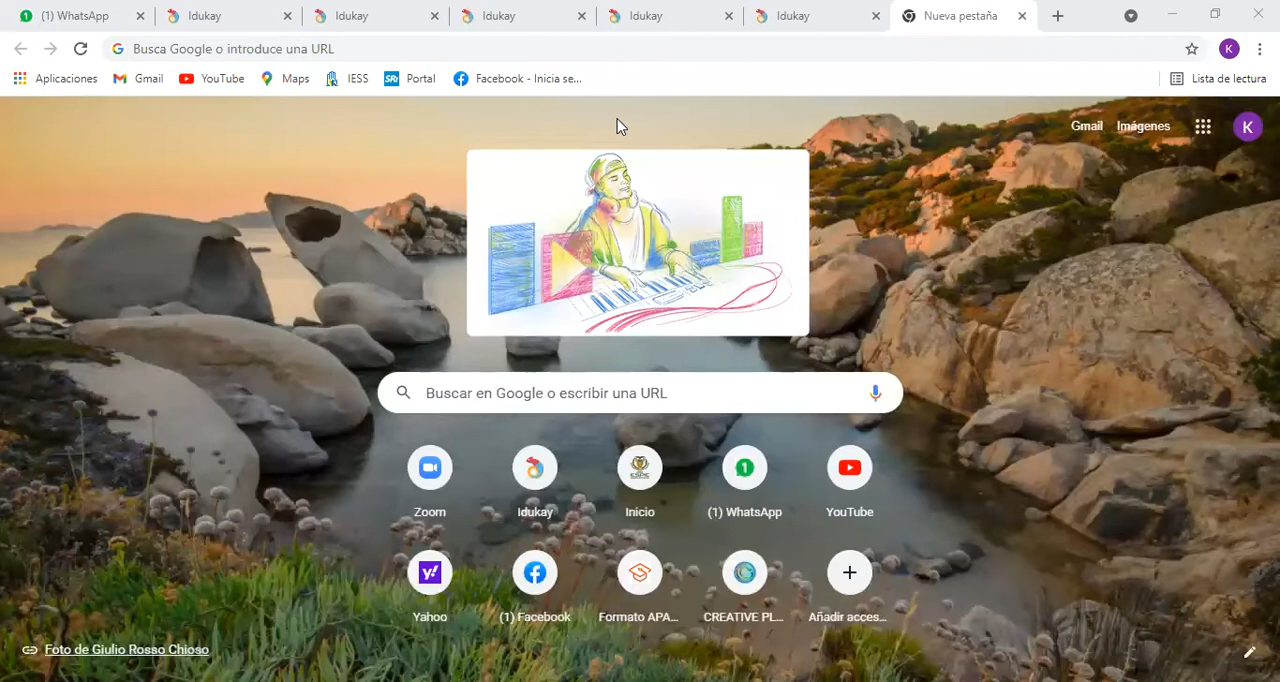 (1) WhatsApp
Idukay
Idukay
Idukay
Idukay
Idukay
Nueva pestaña
Busca Google o introduce una URL
K
Aplicaciones
Gmail
YouTube
Maps
IESS
SRi Portal
Facebook - Inicia se...
Lista de lectura
Gmail
Imágenes
K
Buscar en Google o escribir una URL
Zoom
Idukay
Inicio
(1) WhatsApp
YouTube
Yahoo
(1) Facebook
Formato APA...
CREATIVE PL...
Añadir acces...
Foto de Giulio Rosso Chioso